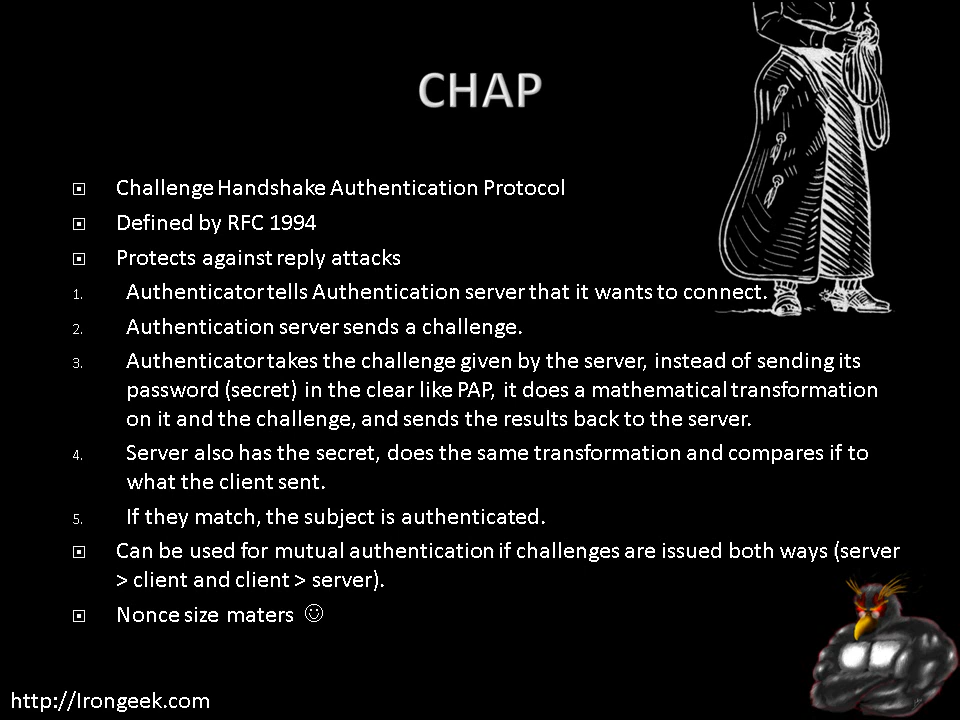 CHAP
Challenge Handshake Authentication Protocol
Defined by RFC 1994
Protects against reply attacks
1. Authenticator tells Authentication server that it wants to connect.
2. Authentication server sends a challenge.
3. Authenticator takes the challenge given by the server, instead of sending its
password (secret) in the clear like PAP, it does a mathematical transformation
on it and the challenge, and sends the results back to the server.
4. Server also has the secret, does the same transformation and compares if to
what the client sent.
5. If they match, the subject is authenticated.
Can be used for mutual authentication if challenges are issued both ways (server
> client and client > server).
Nonce size maters ☺
http://Irongeek.com